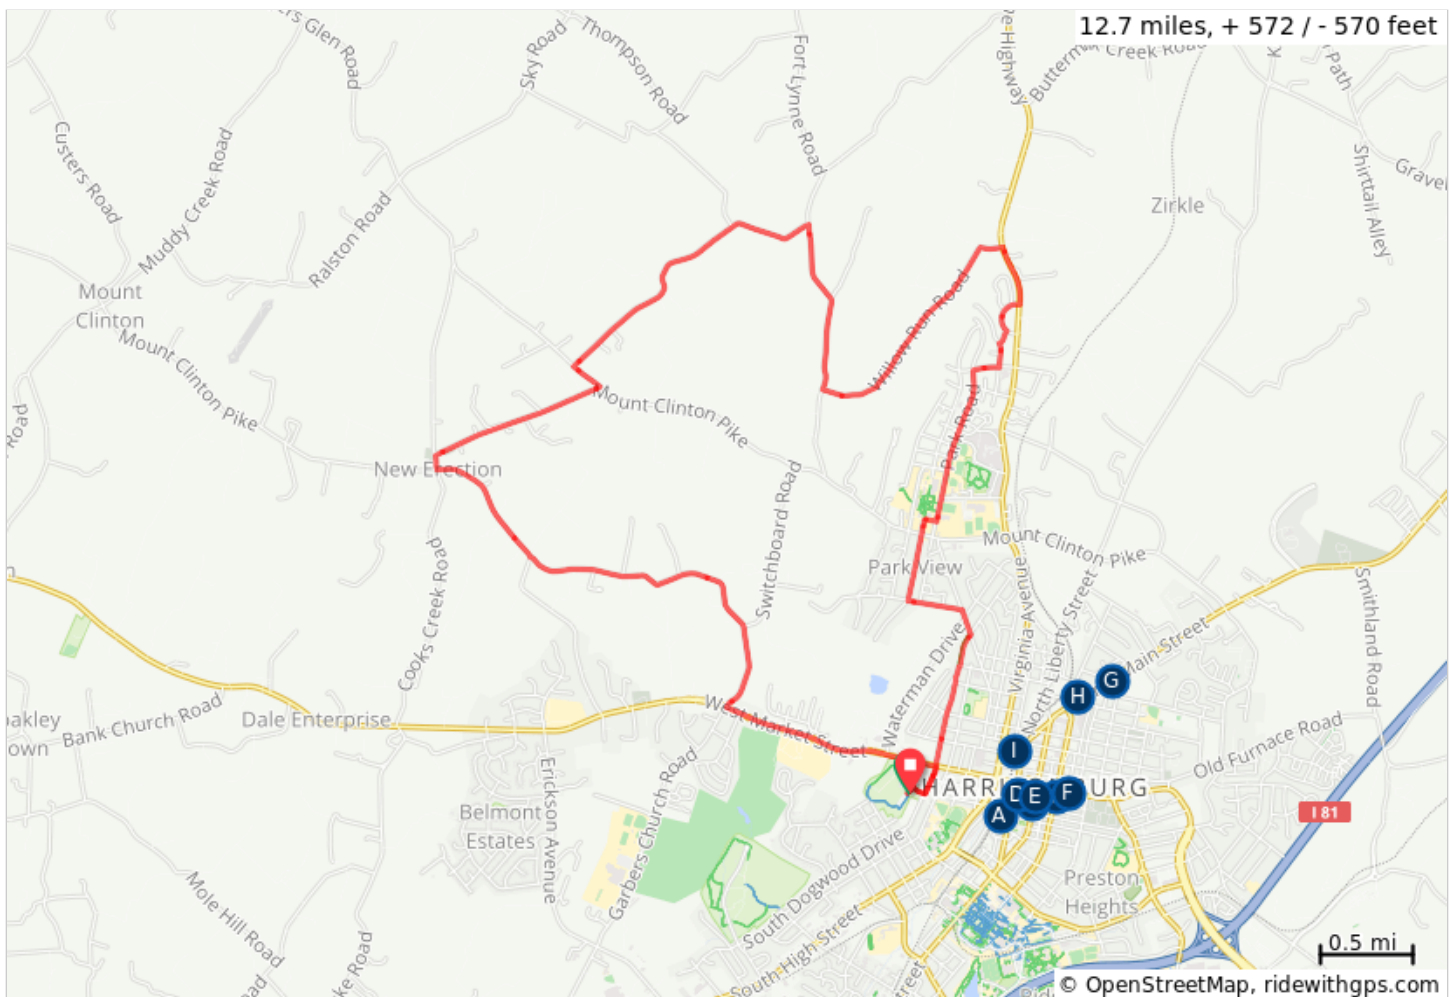 12.7 miles, + 572 / - 570 feet
Glen Road
Sky Road
Thompson Road
Fort Lynne Road
Highway
Creek Road
Path
Custers Road
Muddy Creek Road
Ralston Road
Zirkle
Shirttail Alley
Mount
Clinton
Mount Clinton Pike
Willow Run Road
Mount Clinton Pike
Park Road
New Erection
Switchboard Road
Mount Clinton Pike
Park View
Cooks Creek Road
Virginia Avenue
North Liberty Street
Main Street
Smithland Road
Waterman Drive
G
H
Bank Church Road
Dale Enterprise
West Market Street
Old Furnace Road
I
Erickson Avenue
Garbers Church Road
D
E
F
A
I 81
Belmont
Estates
South Dogwood Drive
Preston
Heights
Mole Hill Road
South High Street
0.5 mi
© OpenStreetMap, ridewithgps.com